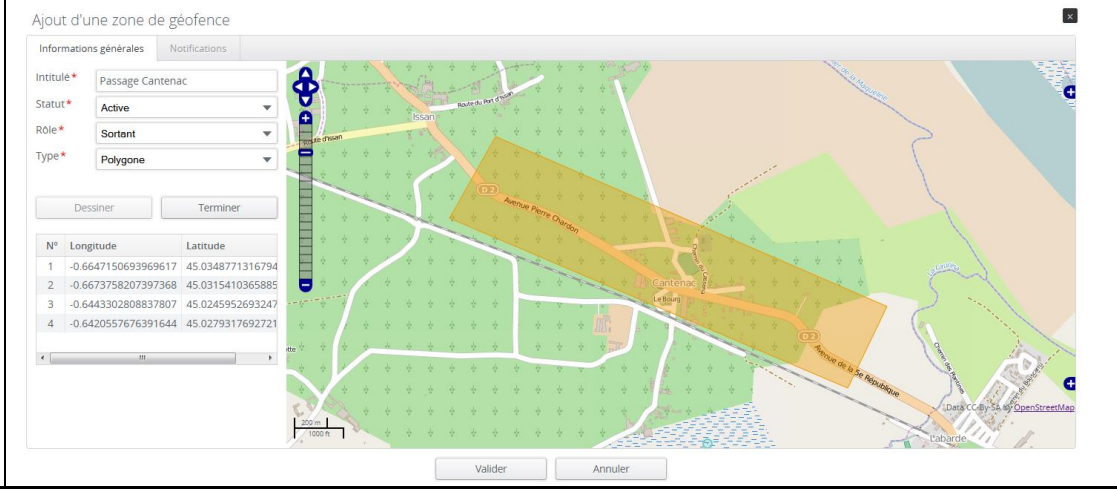 Ajout d'une zone de géofence
x
Informations générales
Notifications
Intitulé*
Passage Cantenac
Statut*
Active
Rôle*
Sortant
Type*
Polygone
Dessiner
Terminer
N° Longitude Latitude
1 -0.6647150693969617 45.0348771316794
2 -0.6673758207397368 45.0315410365885
3 -0.6443302808837807 45.0245952693247
4 -0.6420557676391644 45.0279317692721
Issan
Route du Port d'Issan
Route d'Issan
D 2
Avenue Pierre Chardon
Cantenac
Le Bourg
D 2
Avenue de la 5e République
Labarde
200 m
1000 ft
Data CC-By-SA by OpenStreetMap
Valider
Annuler